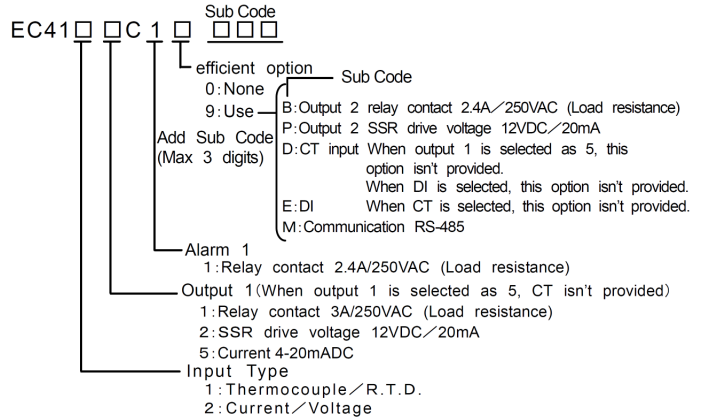 Sub Code
EC41□ □C1□ □□□
efficient option
Sub Code
0:None
9:Use
Add Sub Code
(Max 3 digits)
B:Output 2 relay contact 2.4A/250VAC (Load resistance)
P:Output 2 SSR drive voltage 12VDC/20mA
D:CT input When output 1 is selected as 5, this
option isn't provided.
When DI is selected, this option isn't provided.
E:DI When CT is selected, this option isn't provided.
M:Communication RS-485
Alarm 1
1:Relay contact 2.4A/250VAC (Load resistance)
Output 1(When output 1 is selected as 5, CT isn't provided)
1:Relay contact 3A/250VAC (Load resistance)
2:SSR drive voltage 12VDC/20mA
5:Current 4-20mADC
Input Type
1:Thermocouple/R.T.D.
2:Current/Voltage